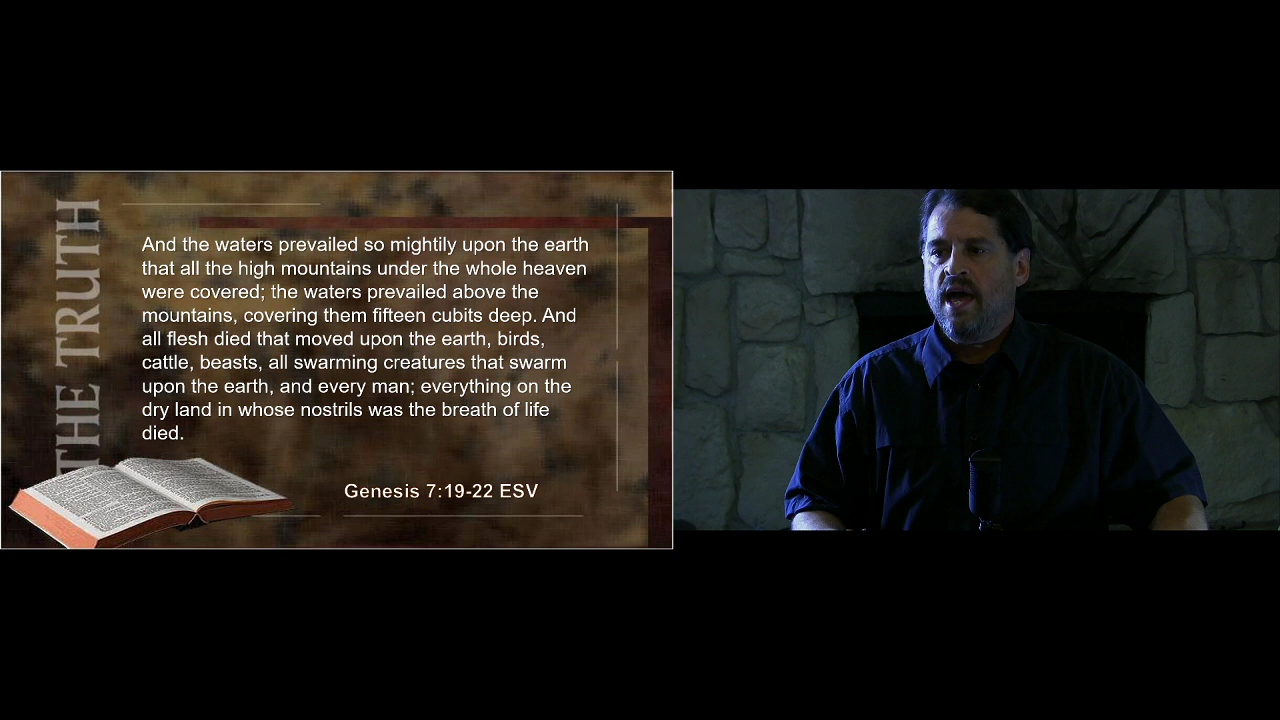 THE TRUTH
And the waters prevailed so mightily upon the earth
that all the high mountains under the whole heaven
were covered; the waters prevailed above the
mountains, covering them fifteen cubits deep. And
all flesh died that moved upon the earth, birds,
cattle, beasts, all swarming creatures that swarm
upon the earth, and every man; everything on the
dry land in whose nostrils was the breath of life
died.
Genesis 7:19-22 ESV